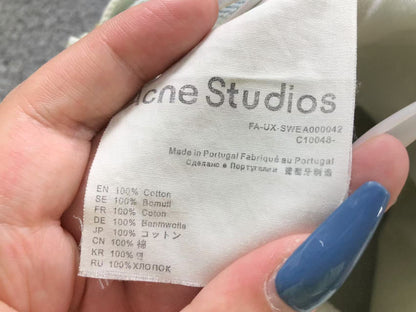 Acne Studios
FA-UX-SWEA000042
C10048-
Made in Portugal Fabriqué au Portugal
Сделано в Португалии 葡萄牙制造
EN 100% Cotton
SE 100% Bomull
FR 100% Coton
DE 100% Baumwolle
JP 100% コットン
CN 100% 棉
KR 100%
RU 100% ХЛОПОК